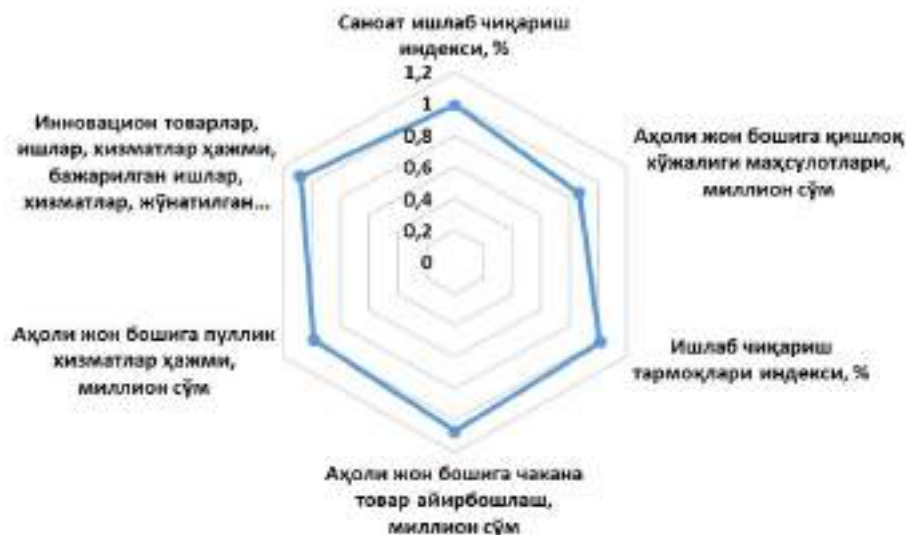 Саноат ишлаб чиқариш
индекси, %
1,2
1
0,8
0,6
0,4
0,2
0
Аҳоли жон бошига қишлоқ
хўжалиги маҳсулотлари,
миллион сўм
Ишлаб чиқариш
тармоқлари индекси, %
Аҳоли жон бошига чакана
товар айирбошлаш,
миллион сўм
Аҳоли жон бошига пуллик
хизматлар ҳажми,
миллион сўм
Инновацион товарлар,
ишлар, хизматлар ҳажми,
бажарилган ишлар,
хизматлар, жўнатилган...